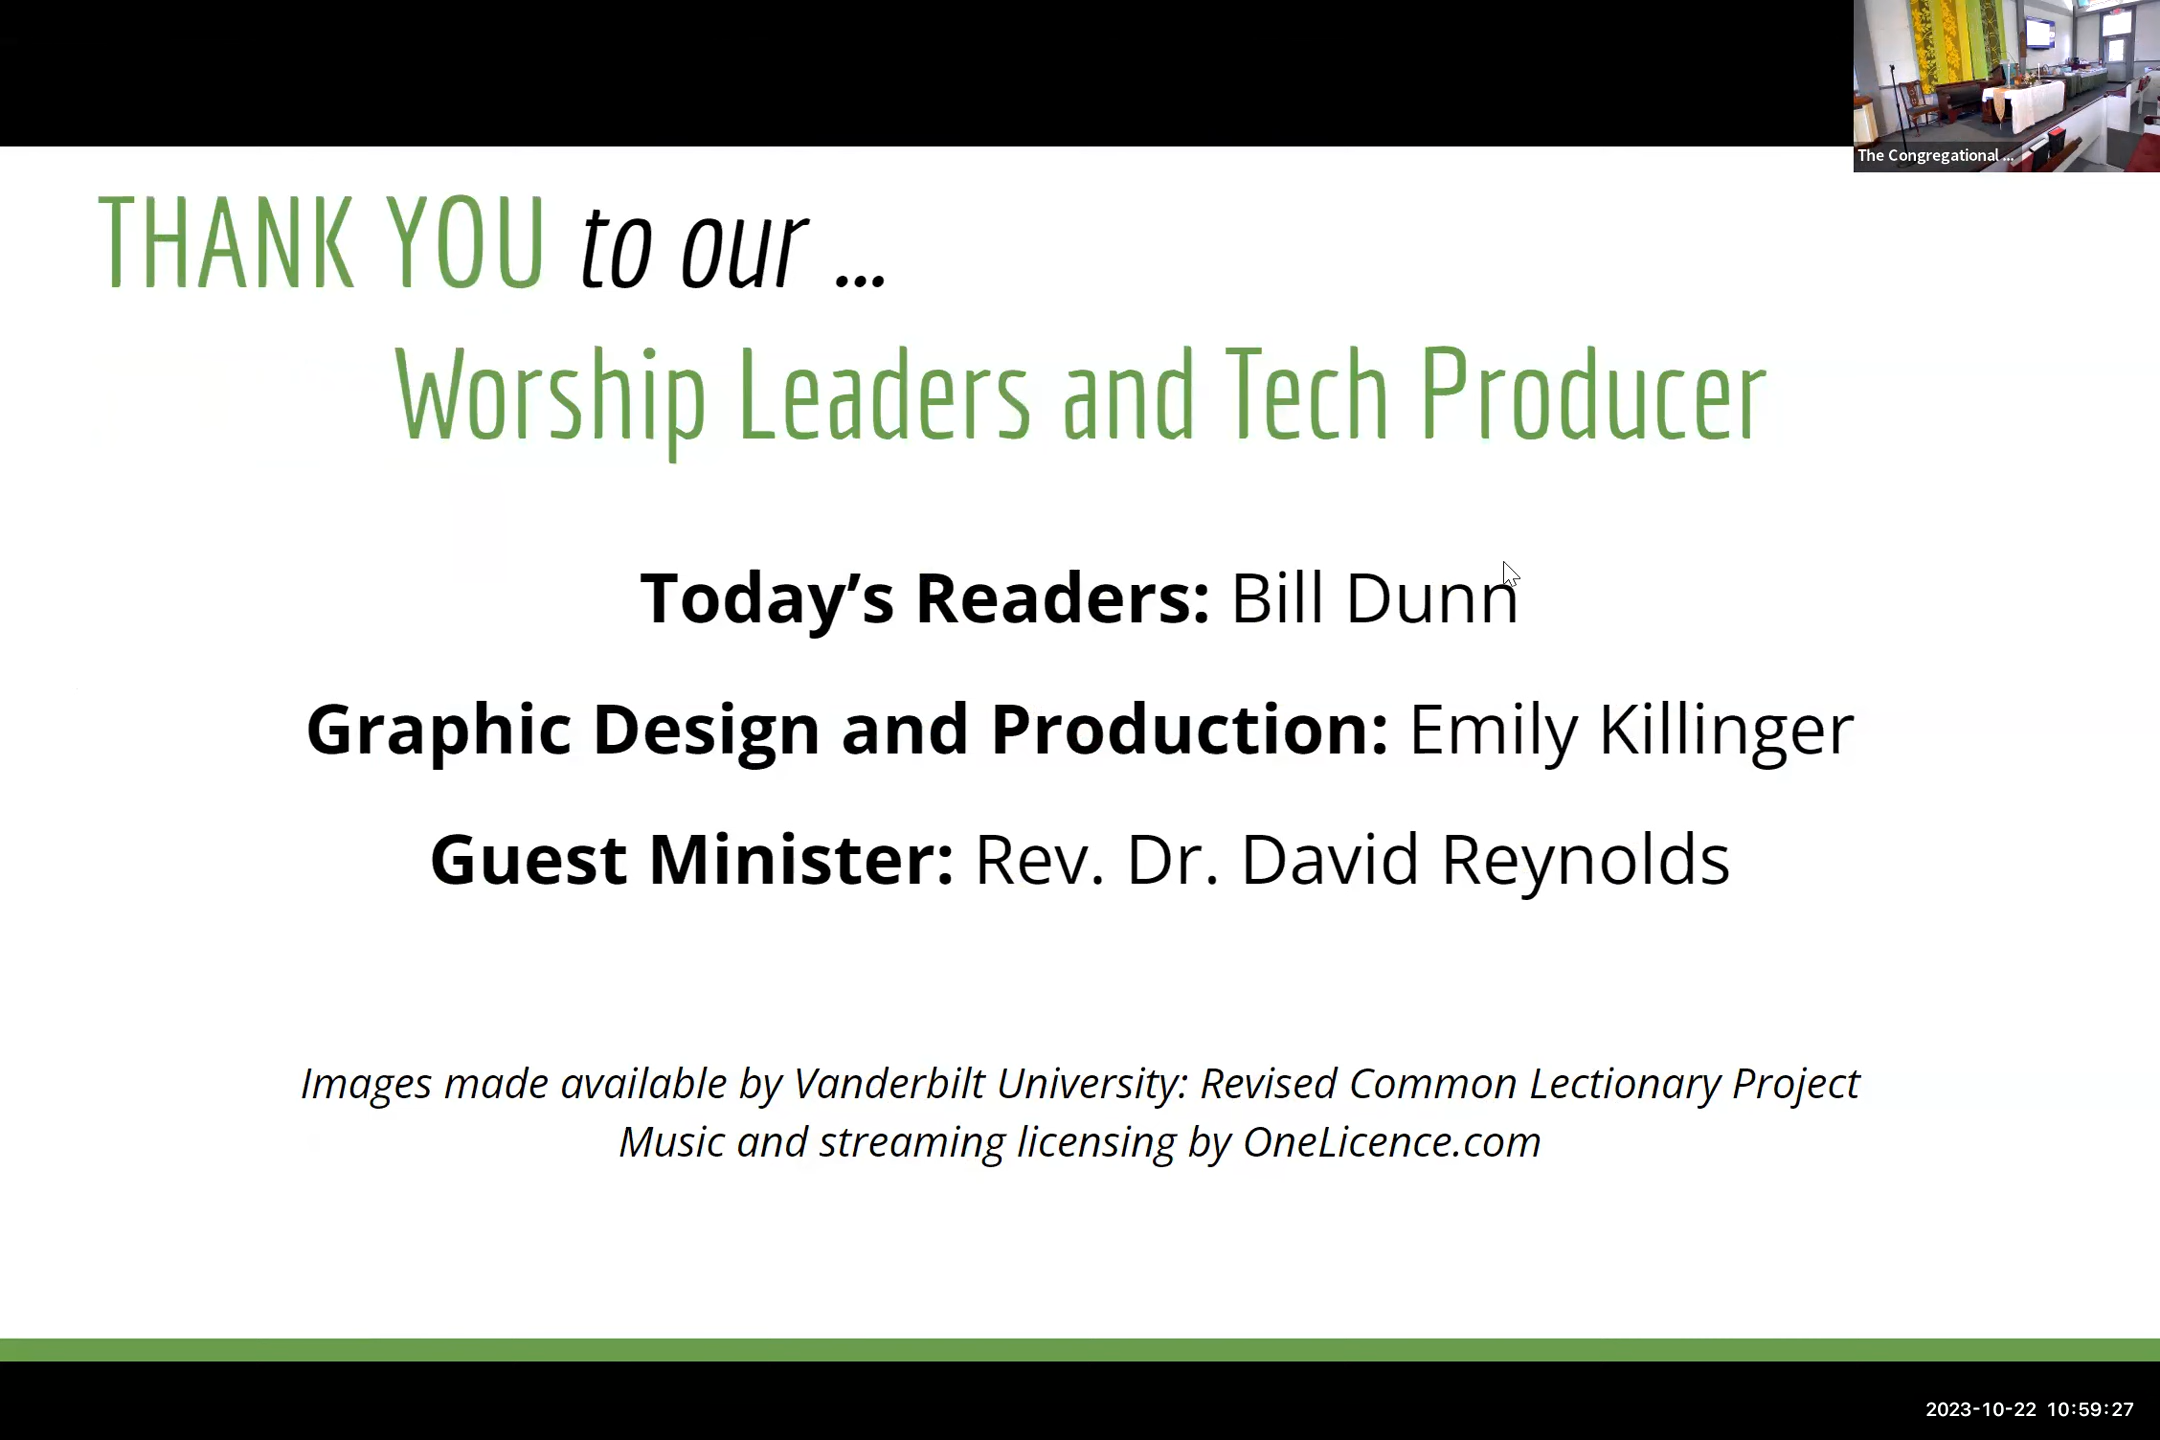 The Congregational ...
THANK YOU to our ...
Worship Leaders and Tech Producer
Today’s Readers: Bill Dunn
Graphic Design and Production: Emily Killinger
Guest Minister: Rev. Dr. David Reynolds
Images made available by Vanderbilt University: Revised Common Lectionary Project
Music and streaming licensing by OneLicence.com
2023-10-22 10:59:27